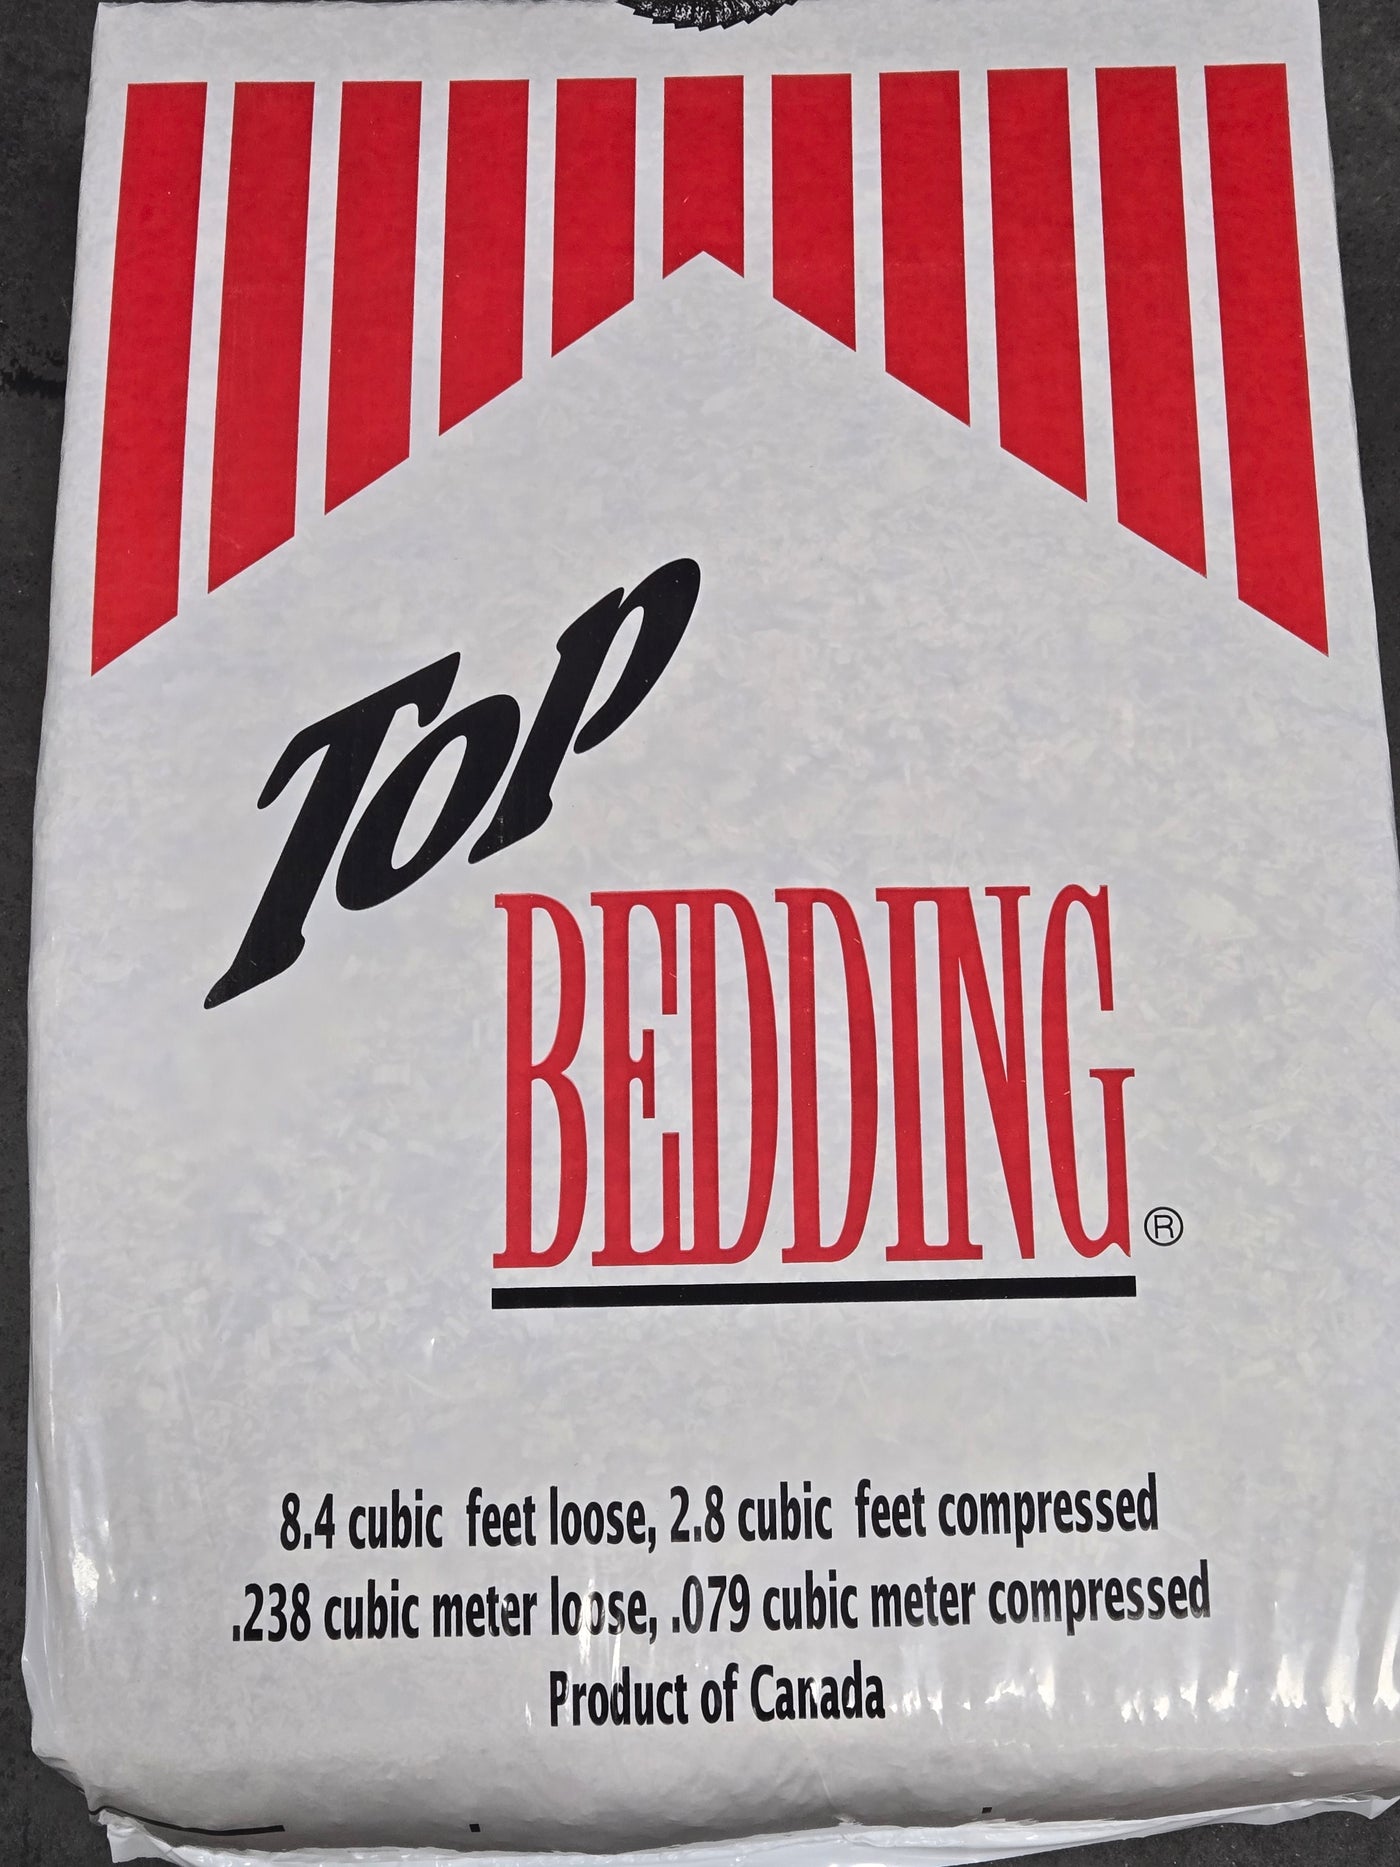 Top
BEDDING®
8.4 cubic feet loose, 2.8 cubic feet compressed
.238 cubic meter loose, .079 cubic meter compressed
Product of Canada